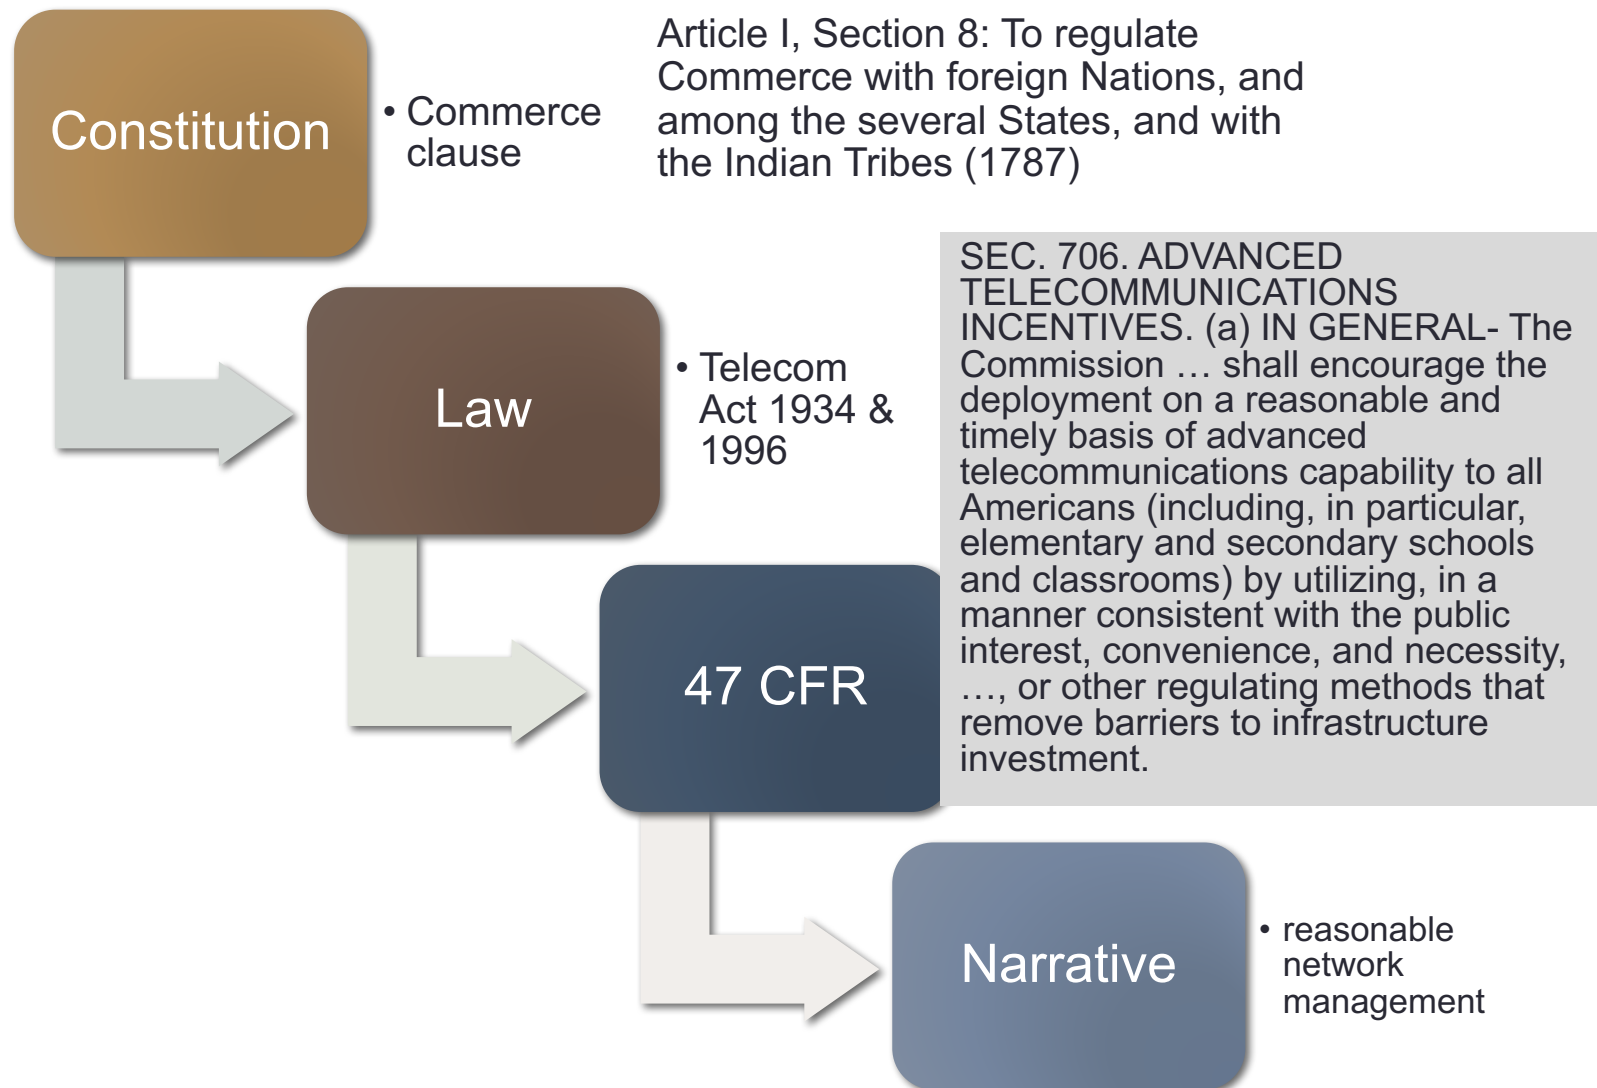 Constitution
• Commerce
clause
Article I, Section 8: To regulate
Commerce with foreign Nations, and
among the several States, and with
the Indian Tribes (1787)
Law
• Telecom
Act 1934 &
1996
SEC. 706. ADVANCED
TELECOMMUNICATIONS
INCENTIVES. (a) IN GENERAL- The
Commission … shall encourage the
deployment on a reasonable and
timely basis of advanced
telecommunications capability to all
Americans (including, in particular,
elementary and secondary schools
and classrooms) by utilizing, in a
manner consistent with the public
interest, convenience, and necessity,
…, or other regulating methods that
remove barriers to infrastructure
investment.
47 CFR
Narrative
• reasonable
network
management